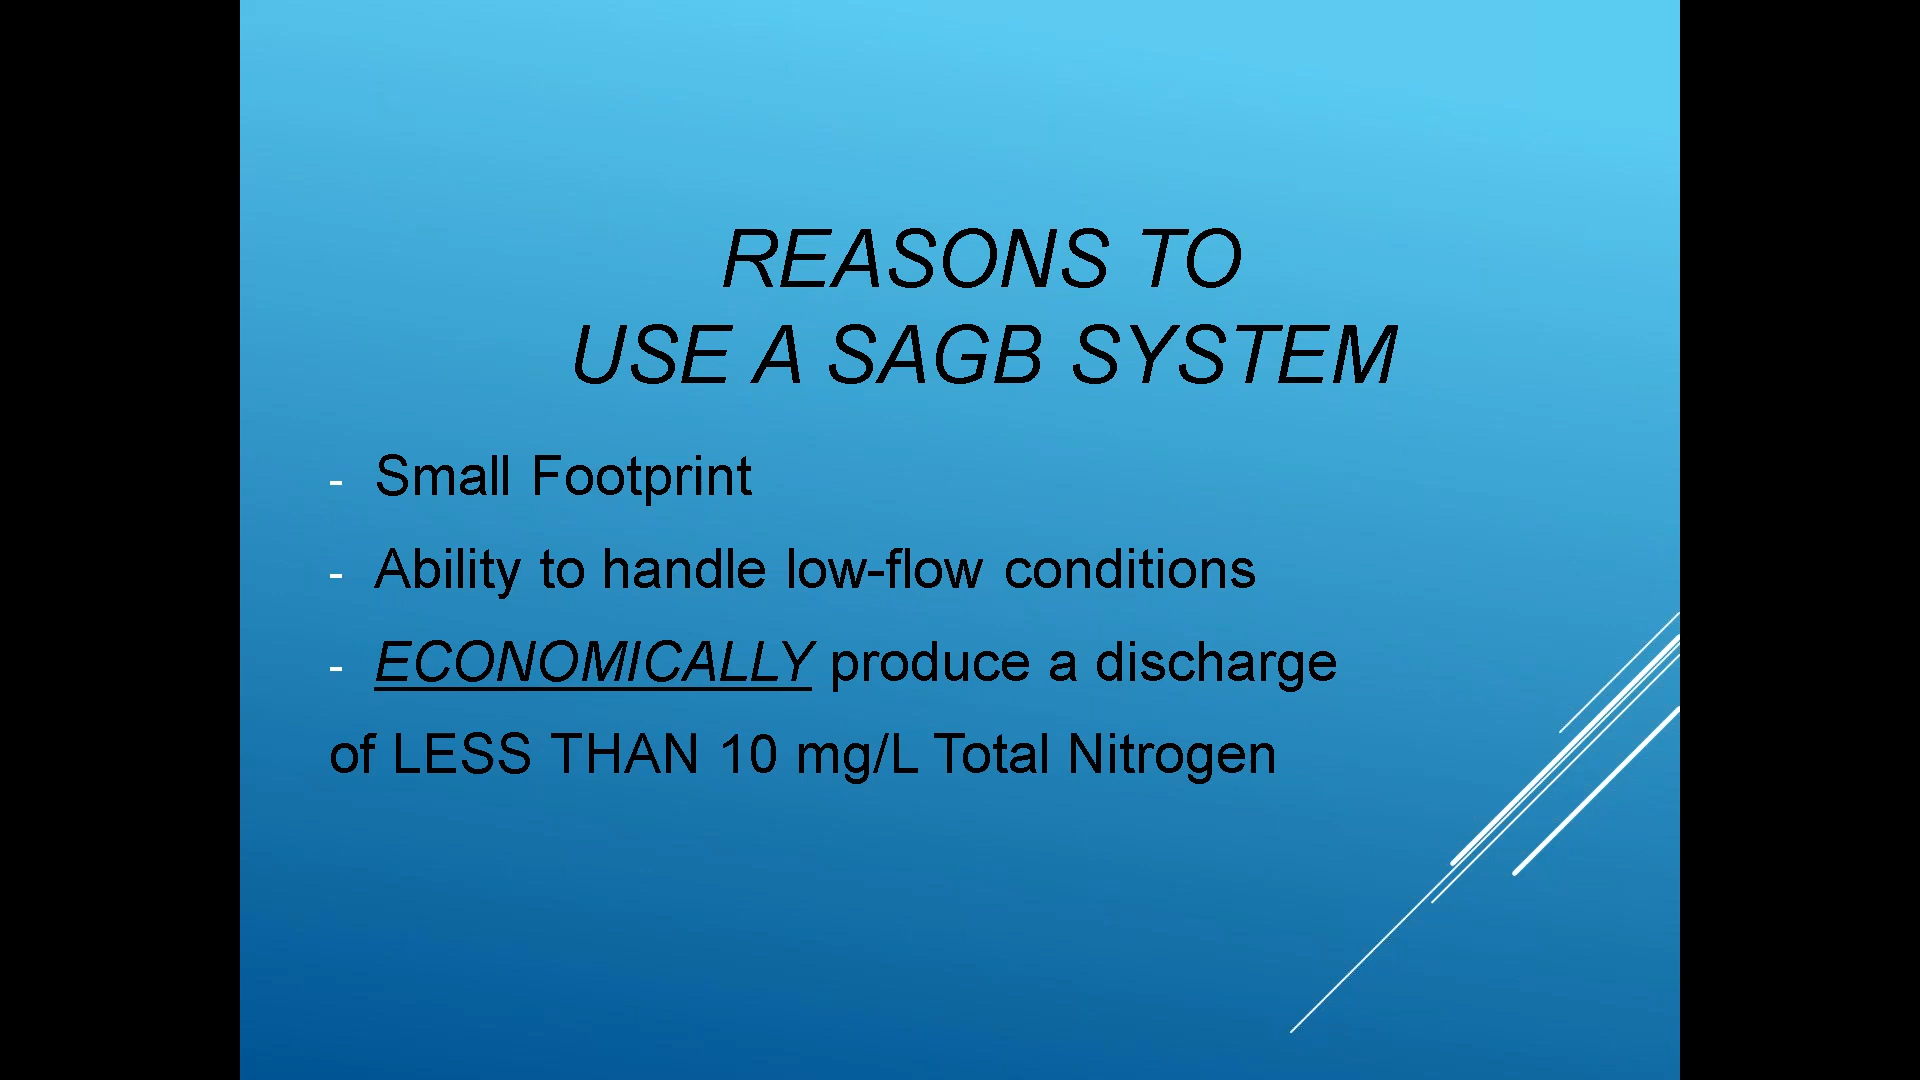 REASONS TO
USE A SAGB SYSTEM
- Small Footprint
- Ability to handle low-flow conditions
- ECONOMICALLY produce a discharge
of LESS THAN 10 mg/L Total Nitrogen